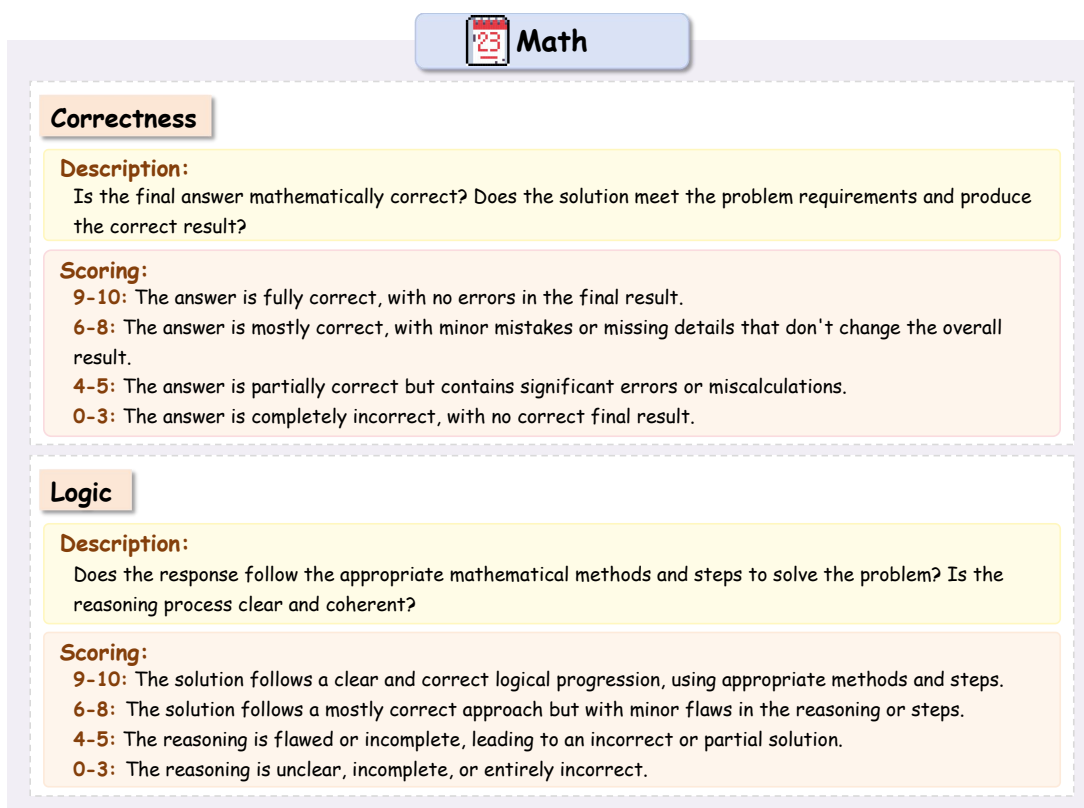 23 Math
Correctness
Description:
Is the final answer mathematically correct? Does the solution meet the problem requirements and produce
the correct result?
Scoring:
9-10: The answer is fully correct, with no errors in the final result.
6-8: The answer is mostly correct, with minor mistakes or missing details that don't change the overall
result.
4-5: The answer is partially correct but contains significant errors or miscalculations.
0-3: The answer is completely incorrect, with no correct final result.
Logic
Description:
Does the response follow the appropriate mathematical methods and steps to solve the problem? Is the
reasoning process clear and coherent?
Scoring:
9-10: The solution follows a clear and correct logical progression, using appropriate methods and steps.
6-8: The solution follows a mostly correct approach but with minor flaws in the reasoning or steps.
4-5: The reasoning is flawed or incomplete, leading to an incorrect or partial solution.
0-3: The reasoning is unclear, incomplete, or entirely incorrect.